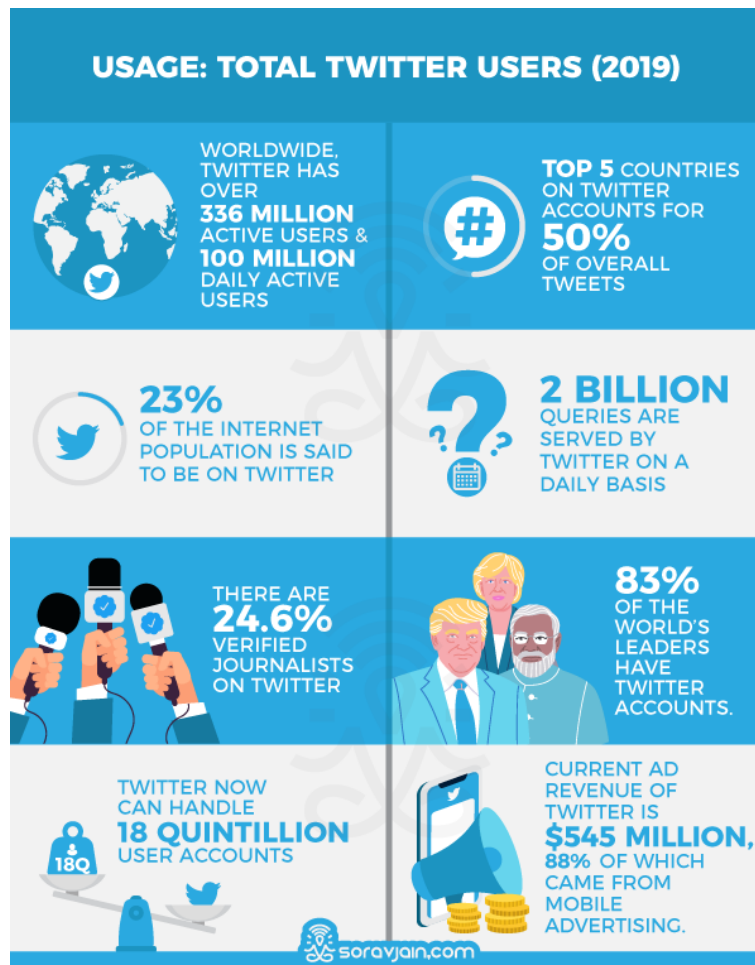 USAGE: TOTAL TWITTER USERS (2019)
WORLDWIDE,
TWITTER HAS
OVER
336 MILLION
ACTIVE USERS &
100 MILLION
DAILY ACTIVE
USERS
#
TOP 5 COUNTRIES
ON TWITTER
ACCOUNTS FOR
50%
OF OVERALL
TWEETS
23%
OF THE INTERNET
POPULATION IS SAID
TO BE ON TWITTER
???
2 BILLION
QUERIES ARE
SERVED BY
TWITTER ON A
DAILY BASIS
THERE ARE
24.6%
VERIFIED
JOURNALISTS
ON TWITTER
83%
OF THE
WORLD'S
LEADERS
HAVE
TWITTER
ACCOUNTS.
TWITTER NOW
CAN HANDLE
18 QUINTILLION
USER ACCOUNTS
18Q
CURRENT AD
REVENUE OF
TWITTER IS
$545 MILLION,
88% OF WHICH
CAME FROM
MOBILE
ADVERTISING.
soravjain.com